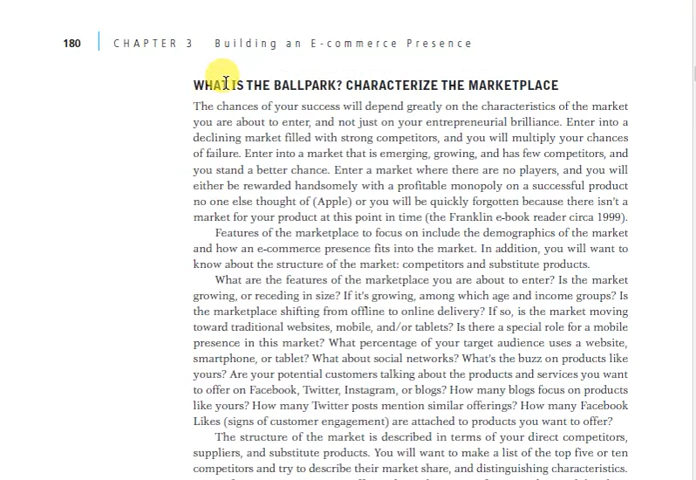 180 CHAPTER 3 Building an E-commerce Presence
WHAT IS THE BALLPARK? CHARACTERIZE THE MARKETPLACE
The chances of your success will depend greatly on the characteristics of the market
you are about to enter, and not just on your entrepreneurial brilliance. Enter into a
declining market filled with strong competitors, and you will multiply your chances
of failure. Enter into a market that is emerging, growing, and has few competitors, and
you stand a better chance. Enter a market where there are no players, and you will
either be rewarded handsomely with a profitable monopoly on a successful product
no one else thought of (Apple) or you will be quickly forgotten because there isn't a
market for your product at this point in time (the Franklin e-book reader circa 1999).
Features of the marketplace to focus on include the demographics of the market
and how an e-commerce presence fits into the market. In addition, you will want to
know about the structure of the market: competitors and substitute products.
What are the features of the marketplace you are about to enter? Is the market
growing, or receding in size? If it's growing, among which age and income groups? Is
the marketplace shifting from offline to online delivery? If so, is the market moving
toward traditional websites, mobile, and/or tablets? Is there a special role for a mobile
presence in this market? What percentage of your target audience uses a website,
smartphone, or tablet? What about social networks? What's the buzz on products like
yours? Are your potential customers talking about the products and services you want
to offer on Facebook, Twitter, Instagram, or blogs? How many blogs focus on products
like yours? How many Twitter posts mention similar offerings? How many Facebook
Likes (signs of customer engagement) are attached to products you want to offer?
The structure of the market is described in terms of your direct competitors,
suppliers, and substitute products. You will want to make a list of the top five or ten
competitors and try to describe their market share, and distinguishing characteristics.